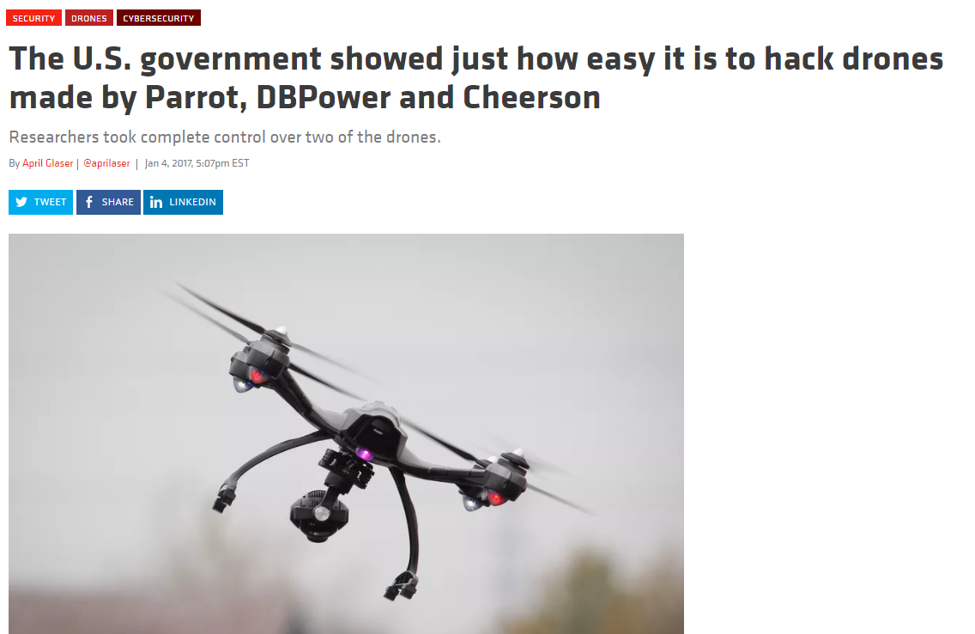 SECURITY DRONES CYBERSECURITY
The U.S. government showed just how easy it is to hack drones
made by Parrot, DBPower and Cheerson
Researchers took complete control over two of the drones.
By April Glaser | @aprilaser | Jan 4, 2017, 5:07pm EST
TWEET SHARE LINKEDIN